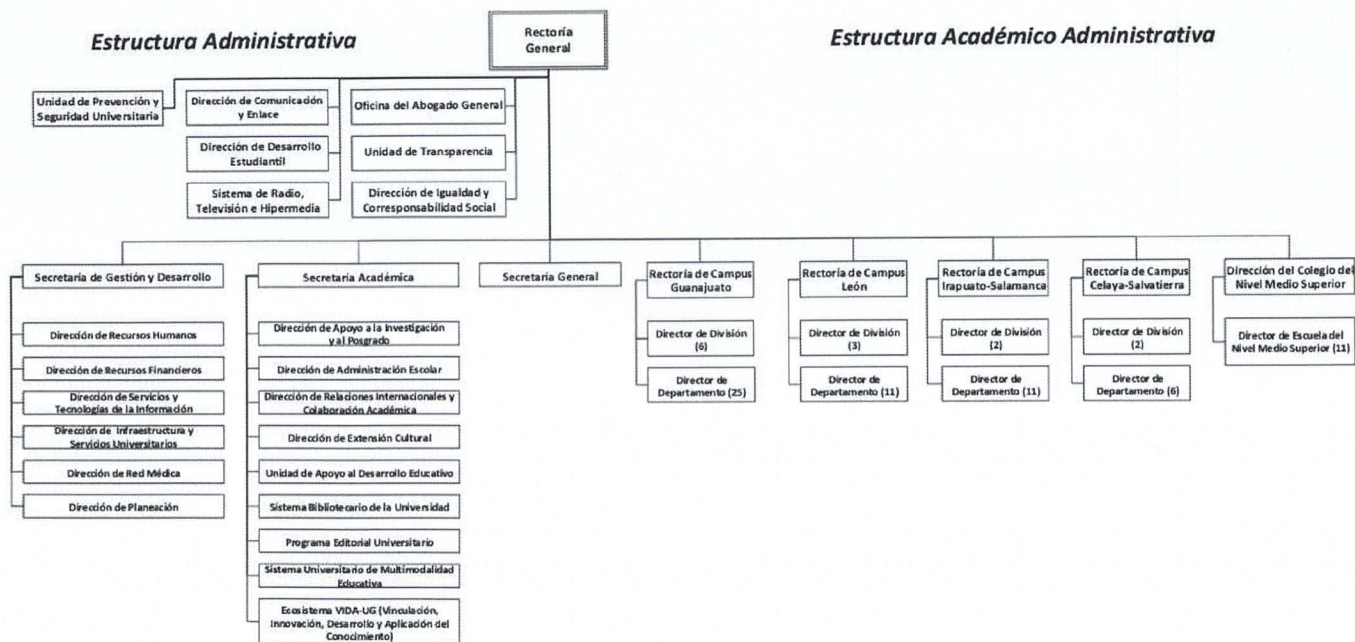 Estructura Administrativa
Rectoría
General
Estructura Académico Administrativa
Unidad de Prevención y
Seguridad Universitaria
Dirección de Comunicación
y Enlace
Oficina del Abogado General
Dirección de Desarrollo
Estudiantil
Unidad de Transparencia
Sistema de Radio,
Televisión e Hipermedia
Dirección de Igualdad y
Corresponsabilidad Social
Secretaría de Gestión y Desarrollo
Dirección de Recursos Humanos
Dirección de Recursos Financieros
Dirección de Servicios y
Tecnologías de la Información
Dirección de Infraestructura y
Servicios Universitarios
Dirección de Red Médica
Dirección de Planeación
Secretaría Académica
Dirección de Apoyo a la Investigación
y al Posgrado
Dirección de Administración Escolar
Dirección de Relaciones Internacionales y
Colaboración Académica
Dirección de Extensión Cultural
Unidad de Apoyo al Desarrollo Educativo
Sistema Bibliotecario de la Universidad
Programa Editorial Universitario
Sistema Universitario de Multimodalidad
Educativa
Ecosistema VIDA-UG (Vinculación,
Innovación, Desarrollo y Aplicación del
Conocimiento)
Secretaría General
Rectoría de Campus
Guanajuato
Director de División
(6)
Director de
Departamento (25)
Rectoría de Campus
León
Director de División
(3)
Director de
Departamento (11)
Rectoría de Campus
Irapuato-Salamanca
Director de División
(2)
Director de
Departamento (11)
Rectoría de Campus
Celaya-Salvatierra
Director de División
(2)
Director de
Departamento (6)
Dirección del Colegio del
Nivel Medio Superior
Director de Escuela del
Nivel Medio Superior (11)